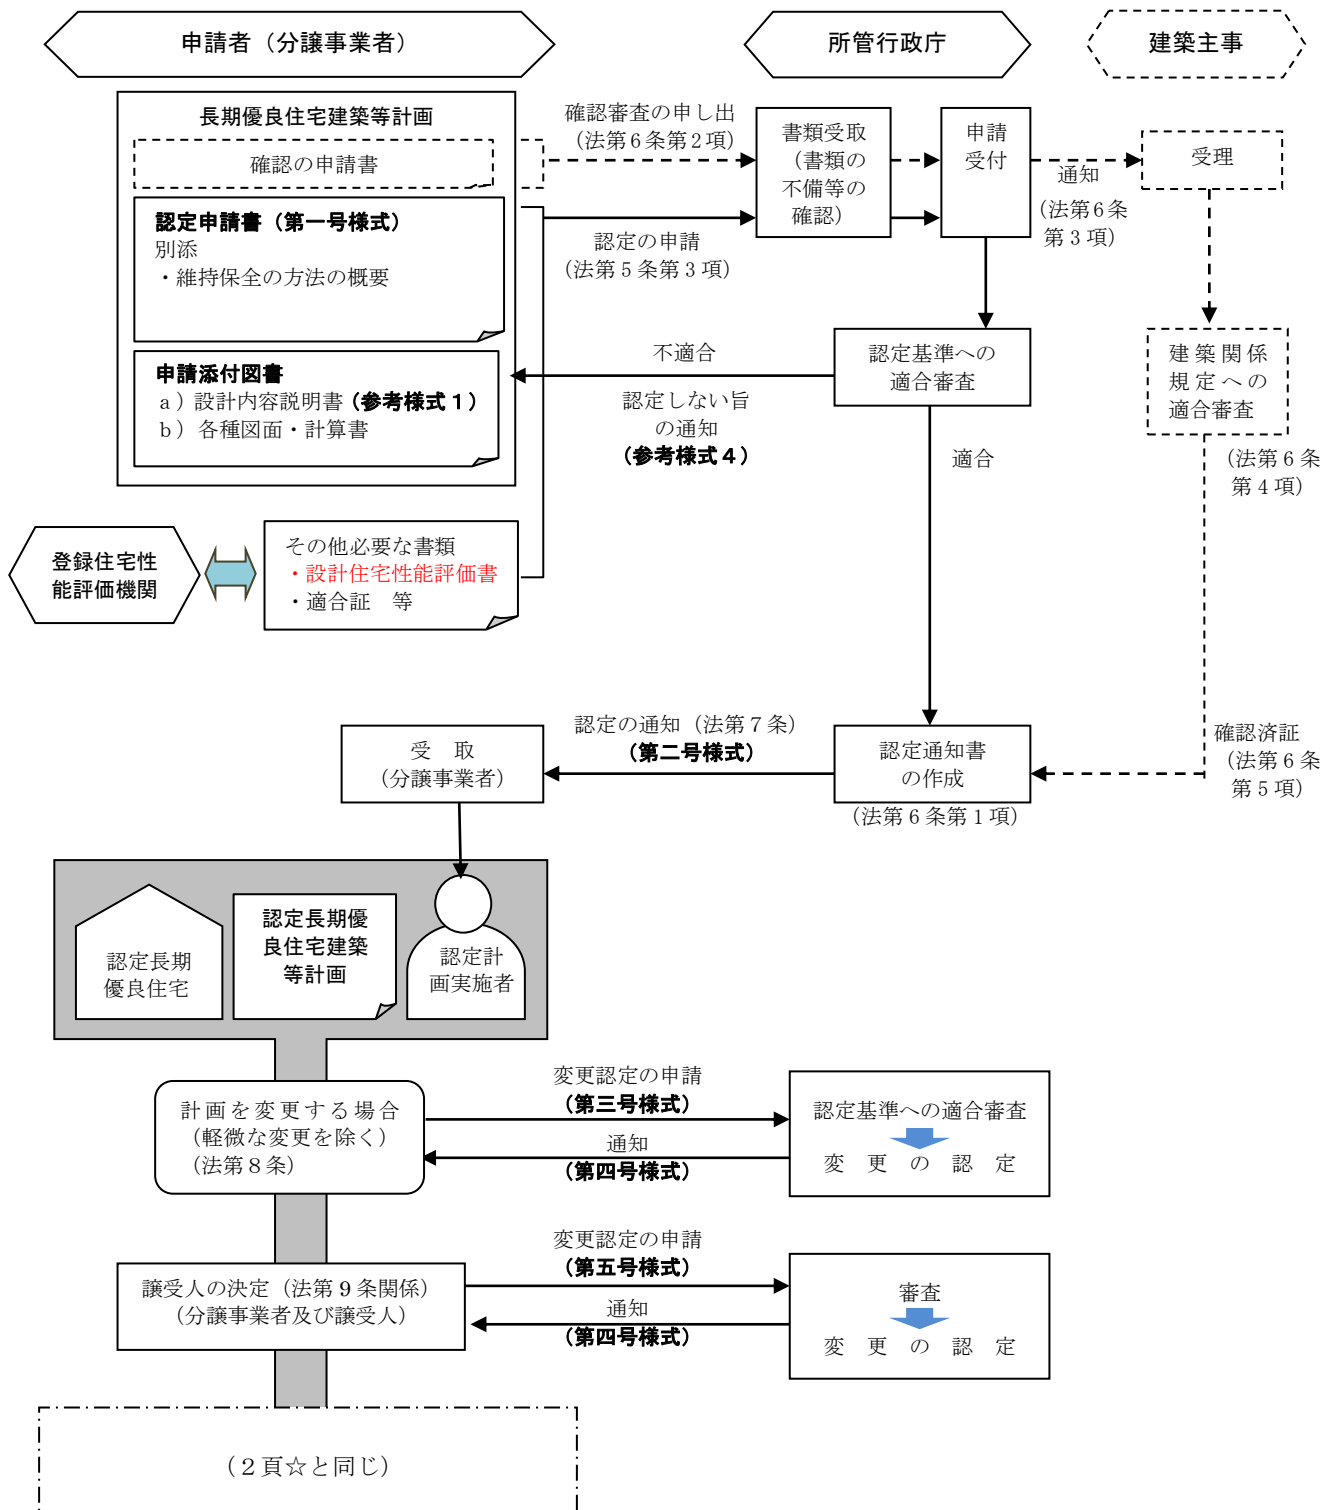 申請者（分譲事業者）
所管行政庁
建築主事
長期優良住宅建築等計画
確認の申請書
認定申請書（第一号様式）
別添
・維持保全の方法の概要
申請添付図書
ａ）設計内容説明書（参考様式１）
ｂ）各種図面・計算書
確認審査の申し出
（法第６条第２項）
認定の申請
（法第５条第３項）
書類受取
（書類の
不備等の
確認）
申請
受付
通知
（法第６条
第３項）
受理
不適合
認定しない旨
の通知
（参考様式４）
認定基準への
適合審査
適合
建築関係
規定への
適合審査
（法第６条
第４項）
登録住宅性
能評価機関
その他必要な書類
・設計住宅性能評価書
・適合証　等
受　取
（分譲事業者）
認定の通知（法第７条）
（第二号様式）
認定通知書
の作成
（法第６条第１項）
確認済証
（法第６条
第５項）
認定長期
優良住宅
認定長期優
良住宅建築
等計画
認定計
画実施者
計画を変更する場合
（軽微な変更を除く）
（法第８条）
変更認定の申請
（第三号様式）
通知
（第四号様式）
認定基準への適合審査
変　更　の　認　定
譲受人の決定（法第９条関係）
（分譲事業者及び譲受人）
変更認定の申請
（第五号様式）
通知
（第四号様式）
審査
変　更　の　認　定
（２頁☆と同じ）